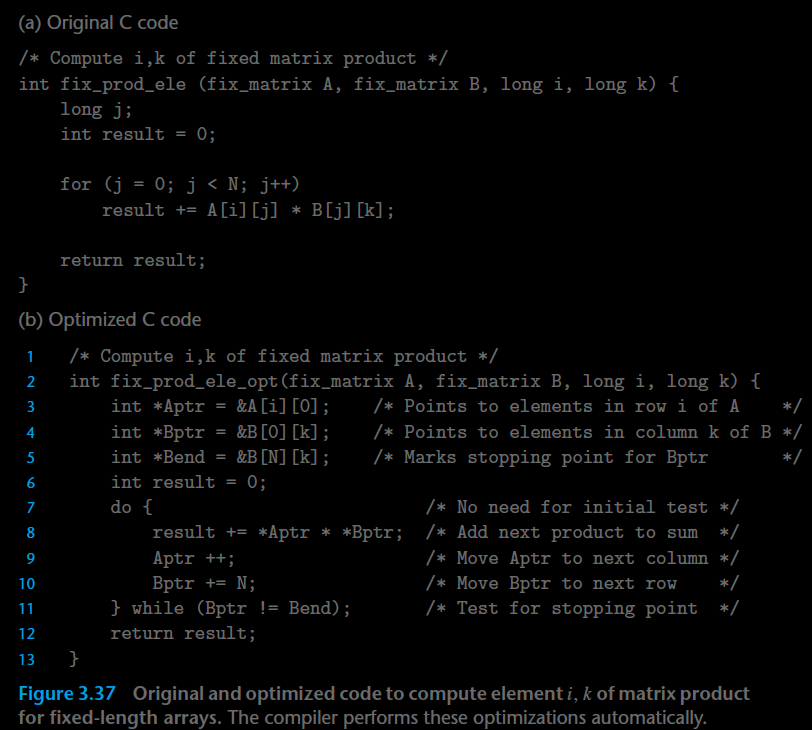 (a) Original C code
/* Compute i,k of fixed matrix product */
int fix_prod_ele (fix_matrix A, fix_matrix B, long i, long k) {
    long j;
    int result = 0;

    for (j = 0; j < N; j++)
        result += A[i][j] * B[j][k];

    return result;
}
(b) Optimized C code
1    /* Compute i,k of fixed matrix product */
2    int fix_prod_ele_opt(fix_matrix A, fix_matrix B, long i, long k) {
3        int *Aptr = &A[i][0];    /* Points to elements in row i of A    */
4        int *Bptr = &B[0][k];    /* Points to elements in column k of B */
5        int *Bend = &B[N][k];    /* Marks stopping point for Bptr       */
6        int result = 0;
7        do {                          /* No need for initial test */
8            result += *Aptr * *Bptr;  /* Add next product to sum  */
9            Aptr ++;                  /* Move Aptr to next column */
10           Bptr += N;                /* Move Bptr to next row    */
11       } while (Bptr != Bend);       /* Test for stopping point  */
12       return result;
13   }
Figure 3.37 Original and optimized code to compute element i, k of matrix product
for fixed-length arrays. The compiler performs these optimizations automatically.